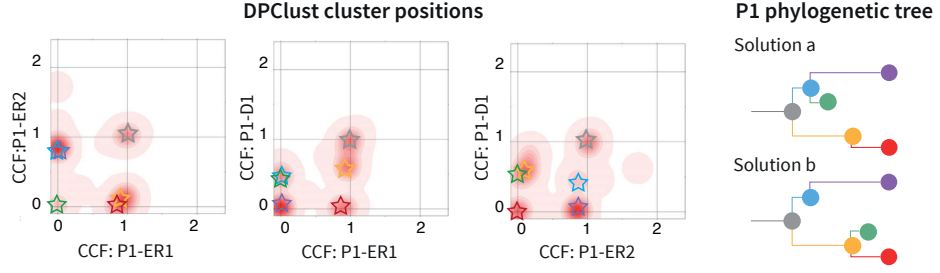 DPClust cluster positions
P1 phylogenetic tree
CCF:P1-ER2
2
1
0
0
1
2
CCF: P1-ER1
CCF: P1-D1
2
1
0
0
1
2
CCF: P1-ER1
CCF: P1-D1
2
1
0
0
1
2
CCF: P1-ER2
Solution a
Solution b